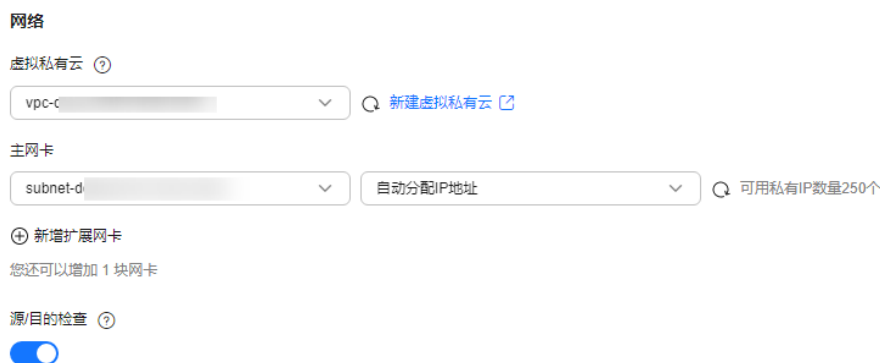 网络
虚拟私有云
vpc-
新建虚拟私有云
主网卡
subnet-d 自动分配IP地址 可用私有IP数量250个
新增扩展网卡
您还可以增加 1 块网卡
源/目的检查